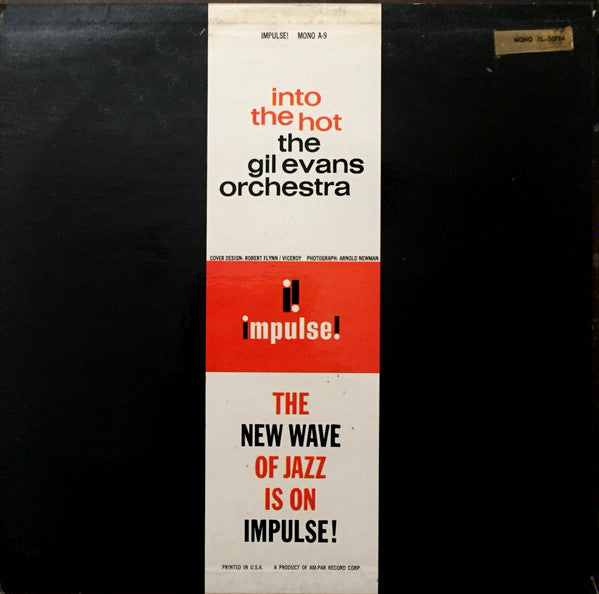 IMPULSE! MONO A-9
into
the hot
the
gil evans
orchestra
COVER DESIGN: ROBERT FLYNN / VICEROY PHOTOGRAPH: ARNOLD NEWMAN
impulse!
THE
NEW WAVE
OF JAZZ
IS ON
IMPULSE!
PRINTED IN U.S.A. A PRODUCT OF AM-PAR RECORD CORP.
MONO